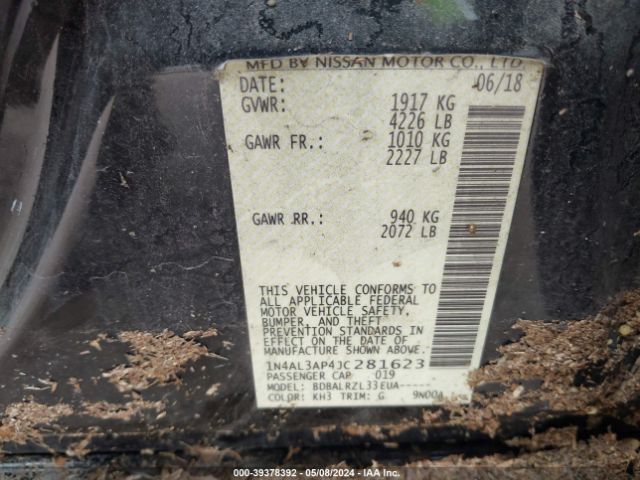 MFD BY NISSAN MOTOR CO., LTD
DATE: 06/18
GVWR: 1917 KG
4226 LB
GAWR FR.: 1010 KG
2227 LB
GAWR RR.: 940 KG
2072 LB
THIS VEHICLE CONFORMS TO
ALL APPLICABLE FEDERAL
MOTOR VEHICLE SAFETY,
BUMPER, AND THEFT
PREVENTION STANDARDS IN
EFFECT ON THE DATE OF
MANUFACTURE SHOWN ABOVE.
1N4AL3AP4JC281623
PASSENGER CAP 019
MODEL: BDBALRZL33EUA-----
COLOR: KH3 TRIM: G 9N00A
000-39378392 - 05/08/2024 - IAA Inc.